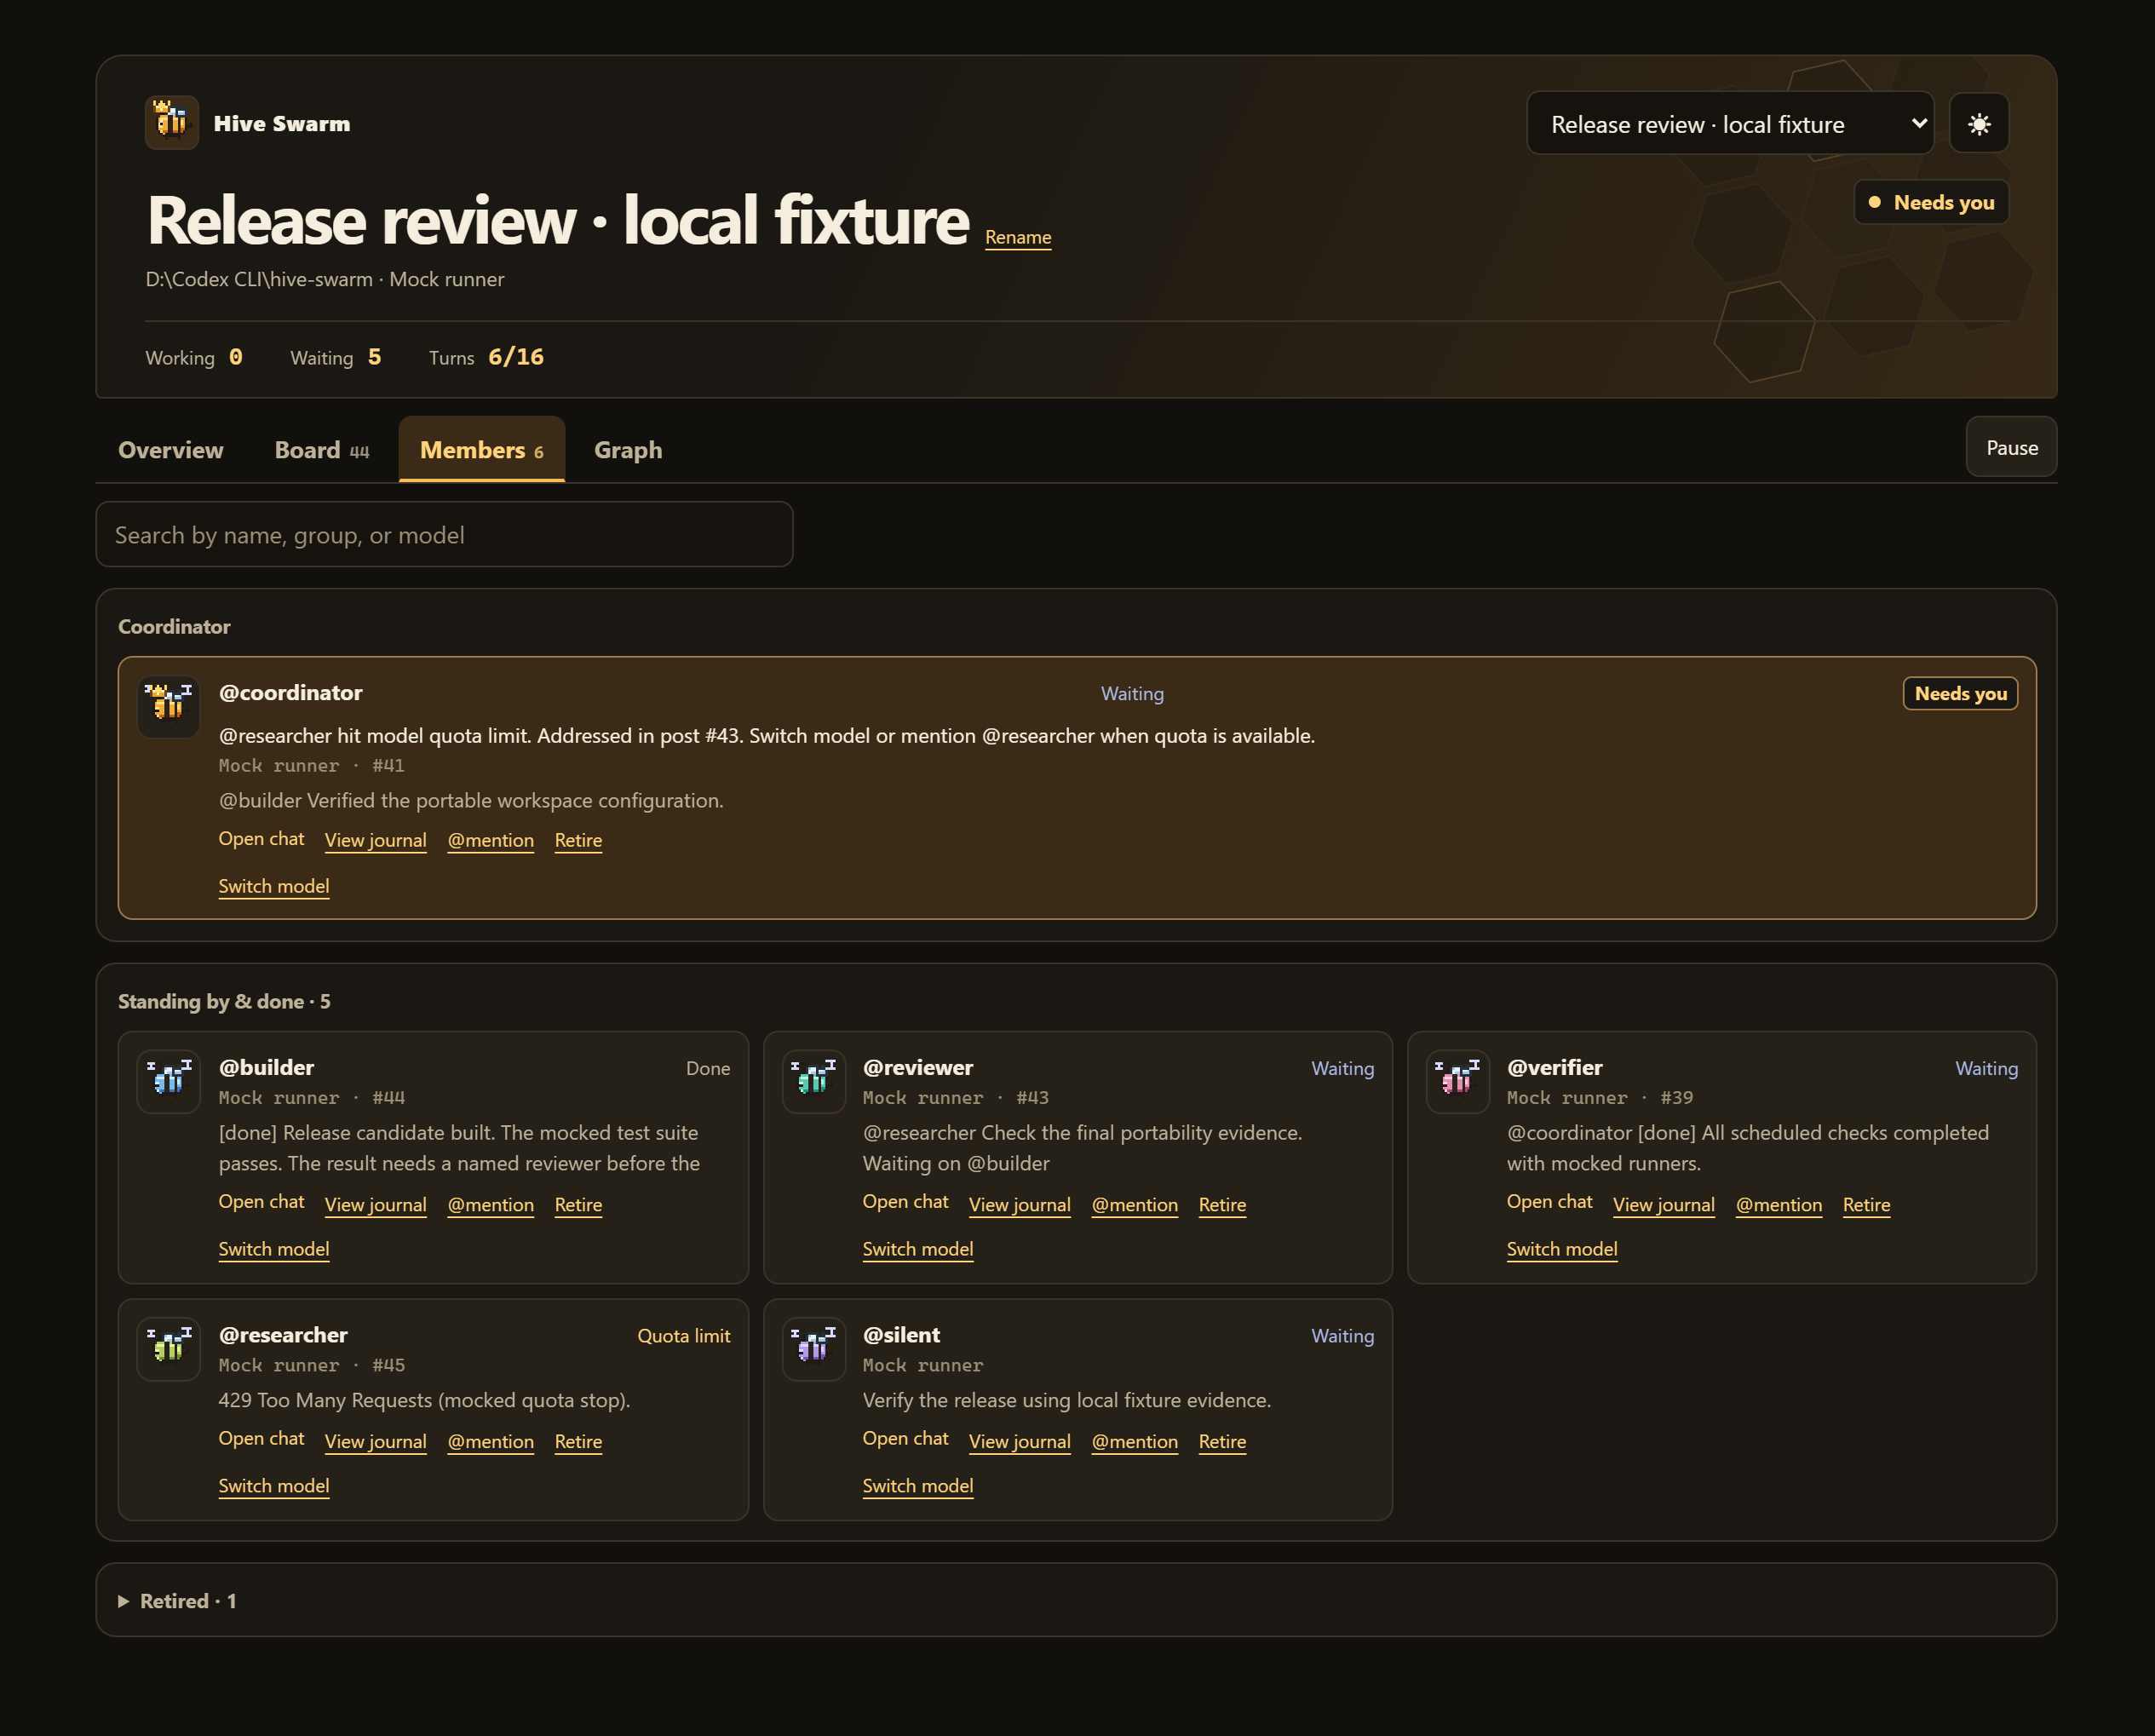 Hive Swarm
Release review · local fixture
Release review · local fixture Rename
Needs you
D:\Codex CLI\hive-swarm · Mock runner
Working 0 Waiting 5 Turns 6/16
Overview Board 44 Members 6 Graph
Pause
Search by name, group, or model
Coordinator
@coordinator Waiting Needs you
@researcher hit model quota limit. Addressed in post #43. Switch model or mention @researcher when quota is available.
Mock runner · #41
@builder Verified the portable workspace configuration.
Open chat View journal @mention Retire
Switch model
Standing by & done · 5
@builder Done
Mock runner · #44
[done] Release candidate built. The mocked test suite
passes. The result needs a named reviewer before the
Open chat View journal @mention Retire
Switch model
@reviewer Waiting
Mock runner · #43
@researcher Check the final portability evidence.
Waiting on @builder
Open chat View journal @mention Retire
Switch model
@verifier Waiting
Mock runner · #39
@coordinator [done] All scheduled checks completed
with mocked runners.
Open chat View journal @mention Retire
Switch model
@researcher Quota limit
Mock runner · #45
429 Too Many Requests (mocked quota stop).
Open chat View journal @mention Retire
Switch model
@silent Waiting
Mock runner
Verify the release using local fixture evidence.
Open chat View journal @mention Retire
Switch model
Retired · 1